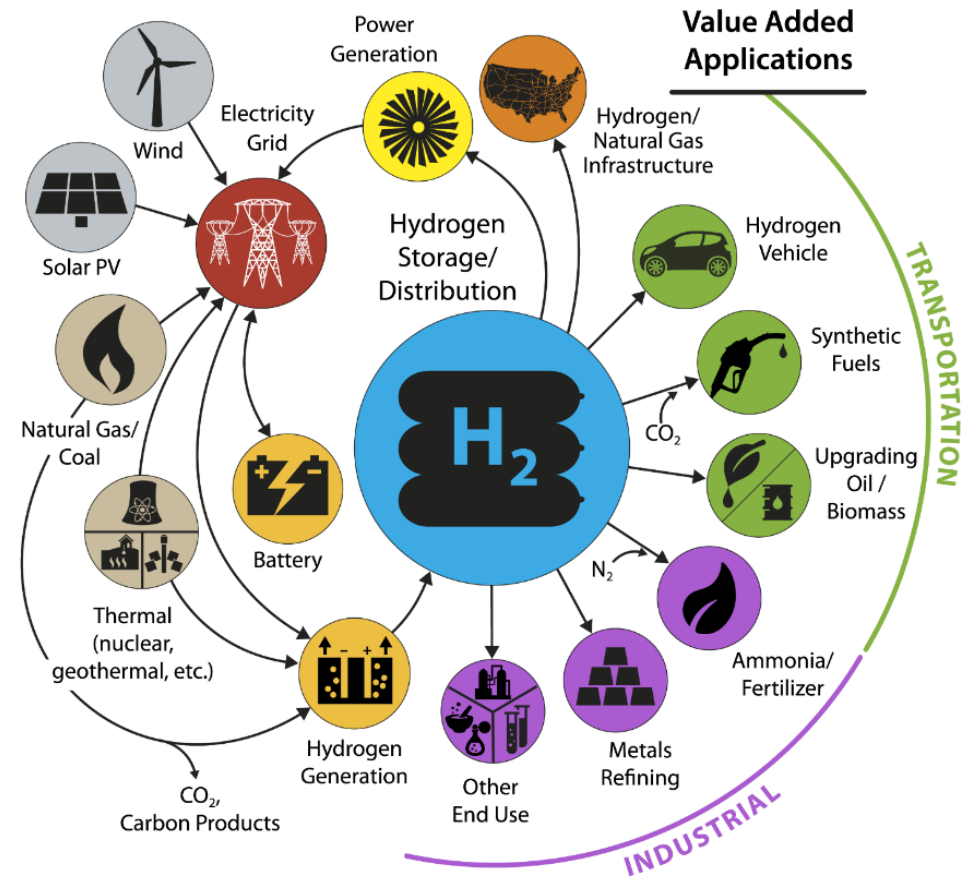 Value Added
Applications
Power
Generation
Electricity
Grid
Wind
Hydrogen/
Natural Gas
Infrastructure
Solar PV
Hydrogen
Storage/
Distribution
Hydrogen
Vehicle
TRANSPORTATION
Synthetic
Fuels
CO₂
H₂
Natural Gas/
Coal
Upgrading
Oil /
Biomass
+ −
Battery
N₂
Thermal
(nuclear,
geothermal, etc.)
− +
Ammonia/
Fertilizer
Hydrogen
Generation
Metals
Refining
Other
End Use
CO₂,
Carbon Products
INDUSTRIAL